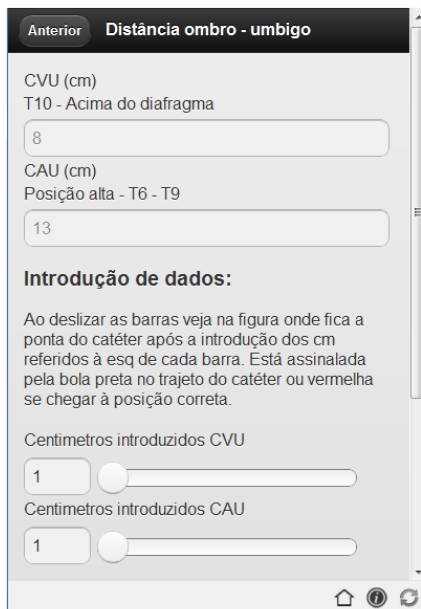 Anterior Distância ombro - umbigo
CVU (cm)
T10 - Acima do diafragma
8
CAU (cm)
Posição alta - T6 - T9
13
Introdução de dados:
Ao deslizar as barras veja na figura onde fica a
ponta do catéter após a introdução dos cm
referidos à esq de cada barra. Está assinalada
pela bola preta no trajeto do catéter ou vermelha
se chegar à posição correta.
Centimetros introduzidos CVU
1
Centimetros introduzidos CAU
1